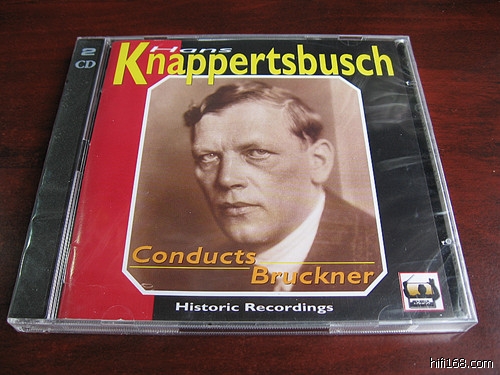 2
CD
Hans
Knappertsbusch
Conducts
Bruckner
Historic Recordings
hifi168.com